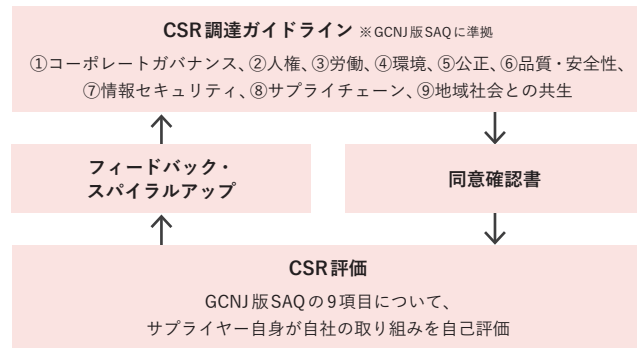 CSR調達ガイドライン ※GCNJ版SAQに準拠
①コーポレートガバナンス、②人権、③労働、④環境、⑤公正、⑥品質・安全性、
⑦情報セキュリティ、⑧サプライチェーン、⑨地域社会との共生
フィードバック・
スパイラルアップ
同意確認書
CSR評価
GCNJ版SAQの9項目について、
サプライヤー自身が自社の取り組みを自己評価